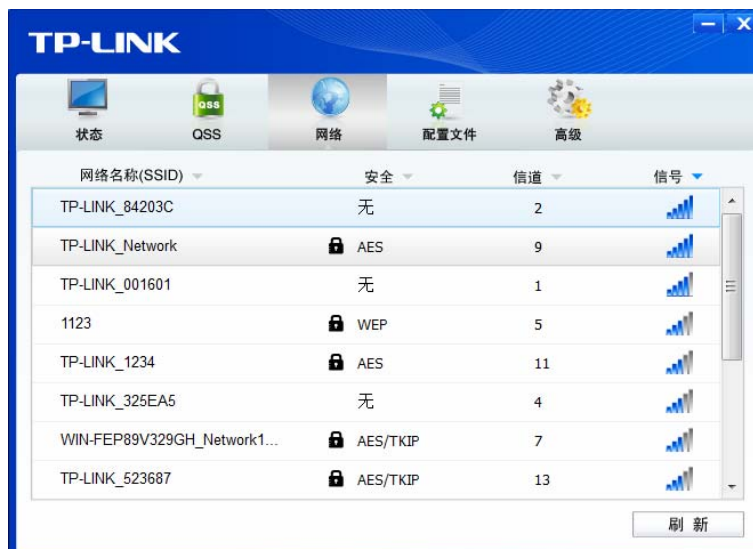 TP-LINK
QSS
状态 QSS 网络 配置文件 高级
网络名称(SSID) 安全 信道 信号
TP-LINK_84203C 无 2
TP-LINK_Network AES 9
TP-LINK_001601 无 1
1123 WEP 5
TP-LINK_1234 AES 11
TP-LINK_325EA5 无 4
WIN-FEP89V329GH_Network1... AES/TKIP 7
TP-LINK_523687 AES/TKIP 13
刷 新